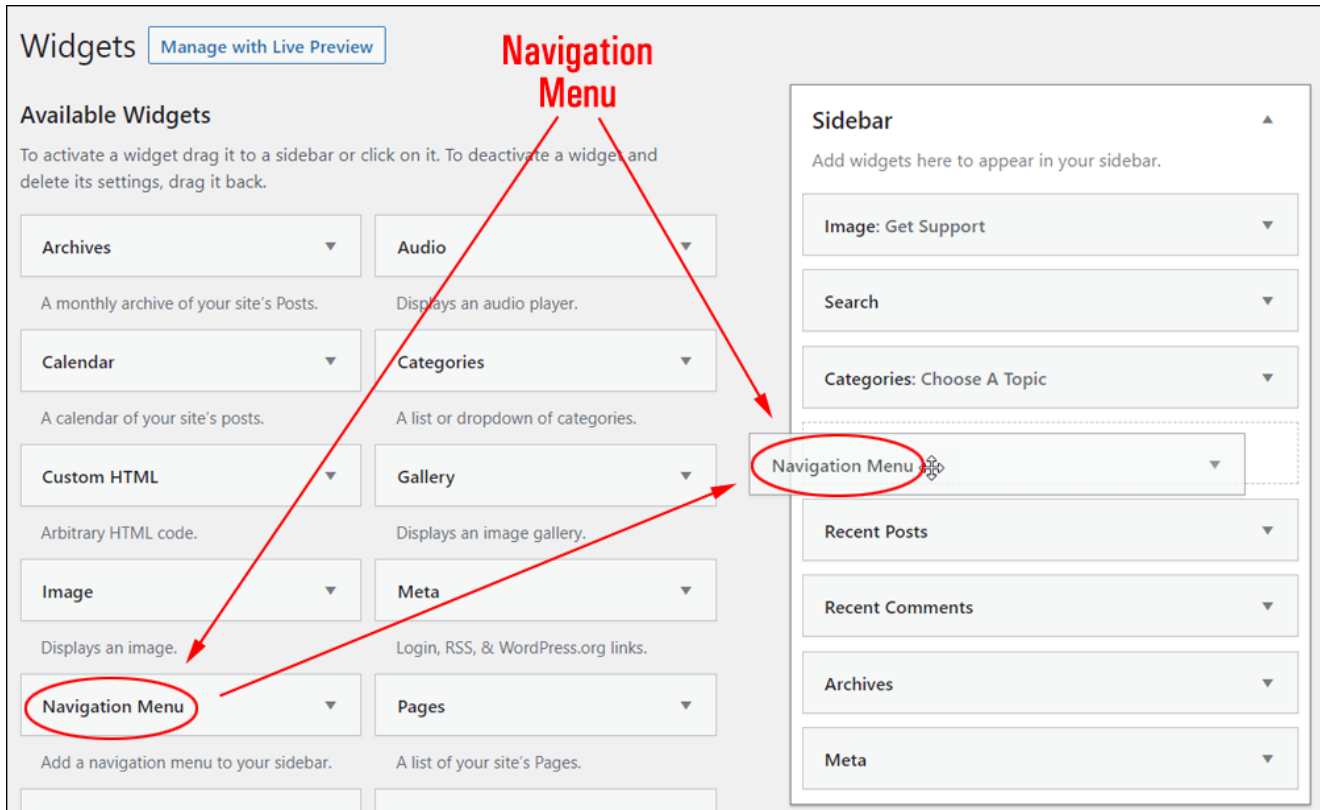 Widgets
Manage with Live Preview
Navigation
Menu
Available Widgets
To activate a widget drag it to a sidebar or click on it. To deactivate a widget and
delete its settings, drag it back.
Archives
Audio
A monthly archive of your site's Posts.
Displays an audio player.
Calendar
Categories
A calendar of your site's posts.
A list or dropdown of categories.
Custom HTML
Gallery
Arbitrary HTML code.
Displays an image gallery.
Image
Meta
Displays an image.
Login, RSS, & WordPress.org links.
Navigation Menu
Pages
Add a navigation menu to your sidebar.
A list of your site's Pages.
Sidebar
Add widgets here to appear in your sidebar.
Image: Get Support
Search
Categories: Choose A Topic
Navigation Menu
Recent Posts
Recent Comments
Archives
Meta